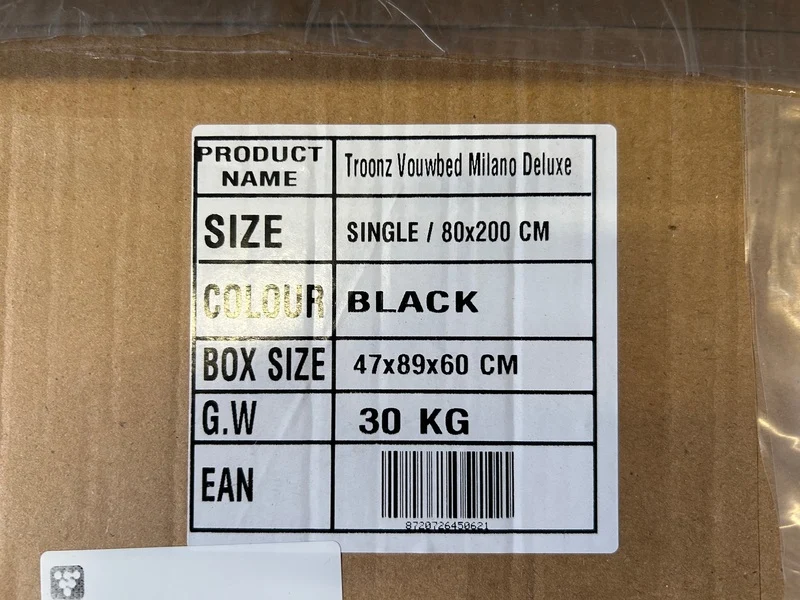 PRODUCT NAME Troonz Vouwbed Milano Deluxe
SIZE SINGLE / 80x200 CM
COLOUR BLACK
BOX SIZE 47x89x60 CM
G.W 30 KG
EAN
8720726450621